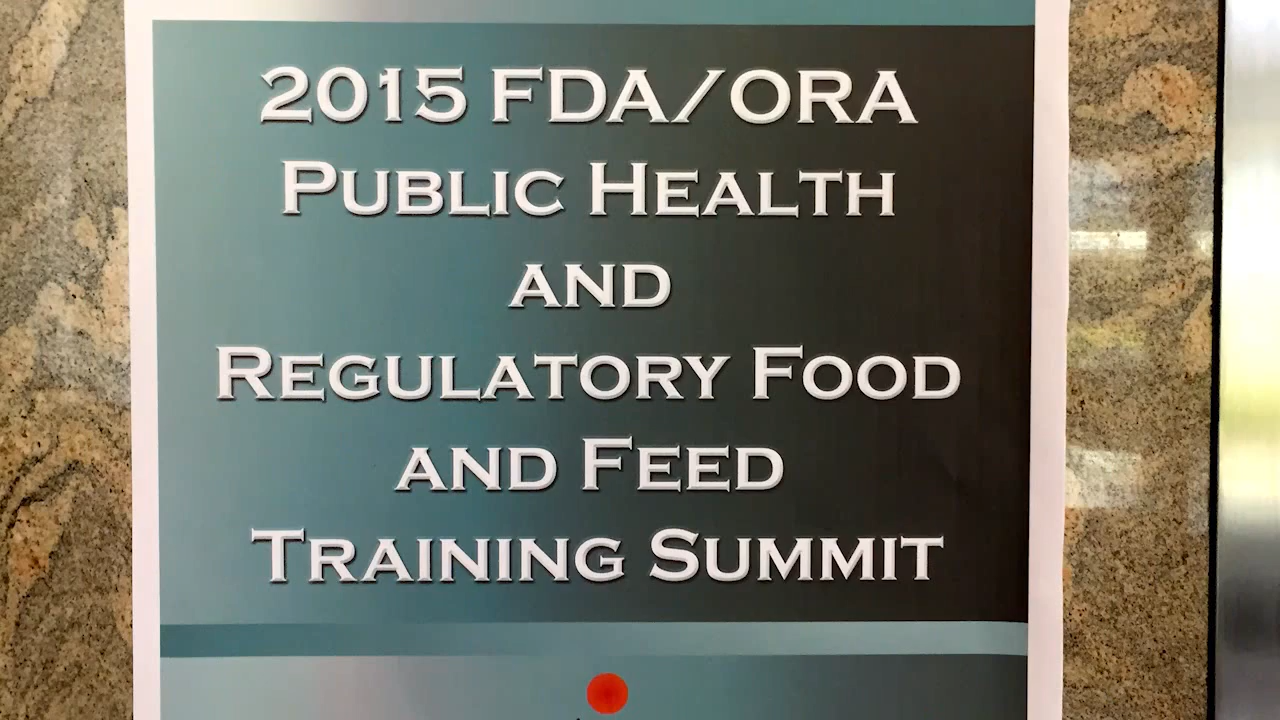 2015 FDA/ORA
PUBLIC HEALTH
AND
REGULATORY FOOD
AND FEED
TRAINING SUMMIT